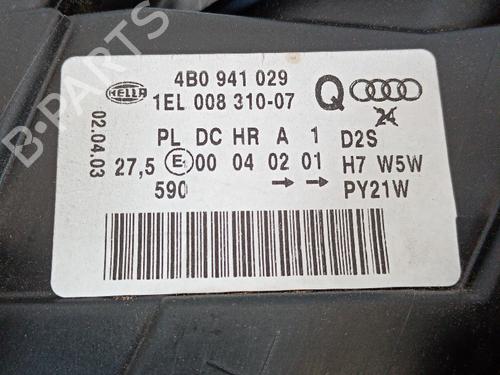 HELLA
4B0 941 029
1EL 008 310-07
Q
24
02.04.03
PL DC HR A 1 D2S
27,5 E 00 04 02 01 H7 W5W
590 →→ PY21W
B-PARTS